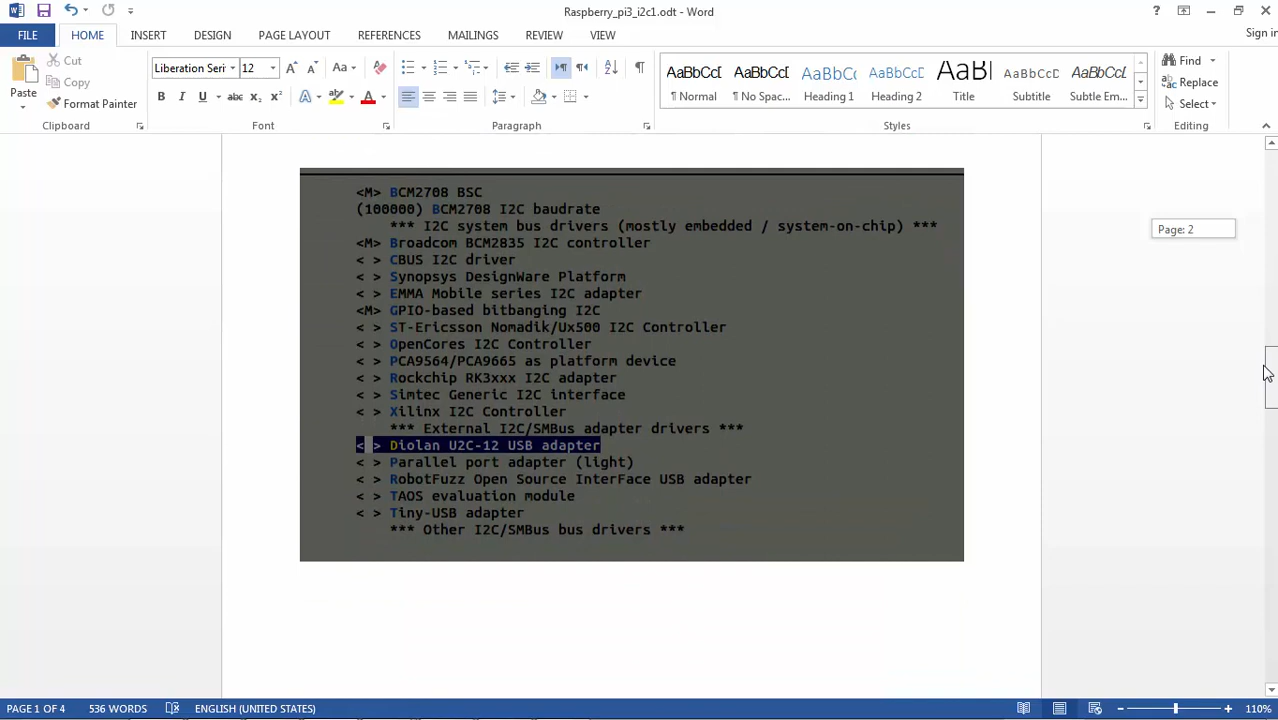 Raspberry_pi3_i2c1.odt - Word
?
FILE
HOME
INSERT
DESIGN
PAGE LAYOUT
REFERENCES
MAILINGS
REVIEW
VIEW
Sign in
Paste
Cut
Copy
Format Painter
Clipboard
Liberation Seri
12
Aa
B I U abc x₂ x²
A A
Font
Paragraph
AaBbCcI
¶ Normal
AaBbCcI
¶ No Spac...
AaBbCc
Heading 1
AaBbCcI
Heading 2
AaBl
Title
AaBbCcI
Subtitle
AaBbCcI
Subtle Em...
Styles
Find
Replace
Select
Editing
<M> BCM2708 BSC
(100000) BCM2708 I2C baudrate
*** I2C system bus drivers (mostly embedded / system-on-chip) ***
<M> Broadcom BCM2835 I2C controller
< > CBUS I2C driver
< > Synopsys DesignWare Platform
< > EMMA Mobile series I2C adapter
<M> GPIO-based bitbanging I2C
< > ST-Ericsson Nomadik/Ux500 I2C Controller
< > OpenCores I2C Controller
< > PCA9564/PCA9665 as platform device
< > Rockchip RK3xxx I2C adapter
< > Simtec Generic I2C interface
< > Xilinx I2C Controller
*** External I2C/SMBus adapter drivers ***
< > Diolan U2C-12 USB adapter
< > Parallel port adapter (light)
< > RobotFuzz Open Source InterFace USB adapter
< > TAOS evaluation module
< > Tiny-USB adapter
*** Other I2C/SMBus bus drivers ***
Page: 2
PAGE 1 OF 4
536 WORDS
ENGLISH (UNITED STATES)
110%